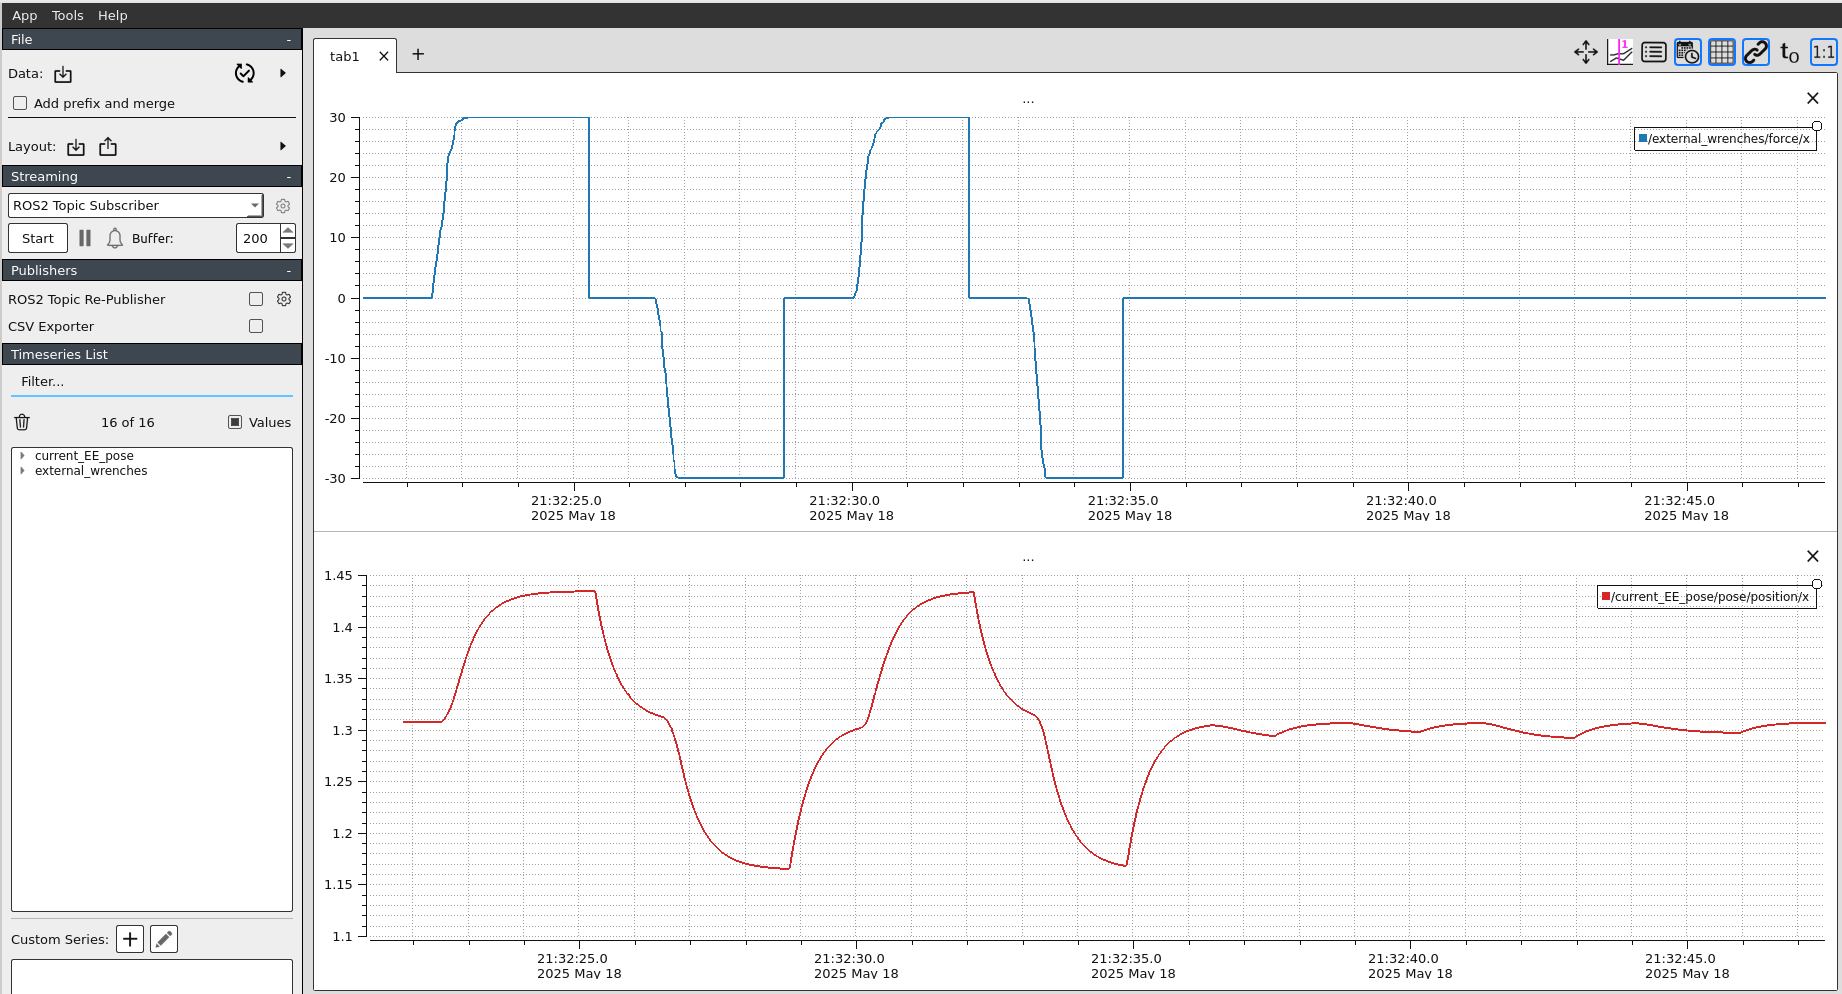 App Tools Help
File -
Data:
Add prefix and merge
Layout:
Streaming -
ROS2 Topic Subscriber
Start Buffer: 200
Publishers -
ROS2 Topic Re-Publisher
CSV Exporter
Timeseries List
Filter...
16 of 16 Values
current_EE_pose
external_wrenches
Custom Series:
tab1
t0 1:1
...
/external_wrenches/force/x
30
20
10
0
-10
-20
-30
21:32:25.0 21:32:30.0 21:32:35.0 21:32:40.0 21:32:45.0
2025 May 18 2025 May 18 2025 May 18 2025 May 18 2025 May 18
...
/current_EE_pose/pose/position/x
1.45
1.4
1.35
1.3
1.25
1.2
1.15
1.1
21:32:25.0 21:32:30.0 21:32:35.0 21:32:40.0 21:32:45.0
2025 May 18 2025 May 18 2025 May 18 2025 May 18 2025 May 18